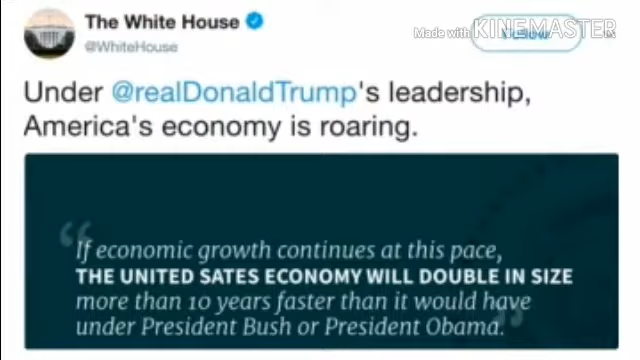 The White House
@WhiteHouse
Made with KINEMASTER
Under @realDonaldTrump's leadership,
America's economy is roaring.
“If economic growth continues at this pace,
THE UNITED SATES ECONOMY WILL DOUBLE IN SIZE
more than 10 years faster than it would have
under President Bush or President Obama.”